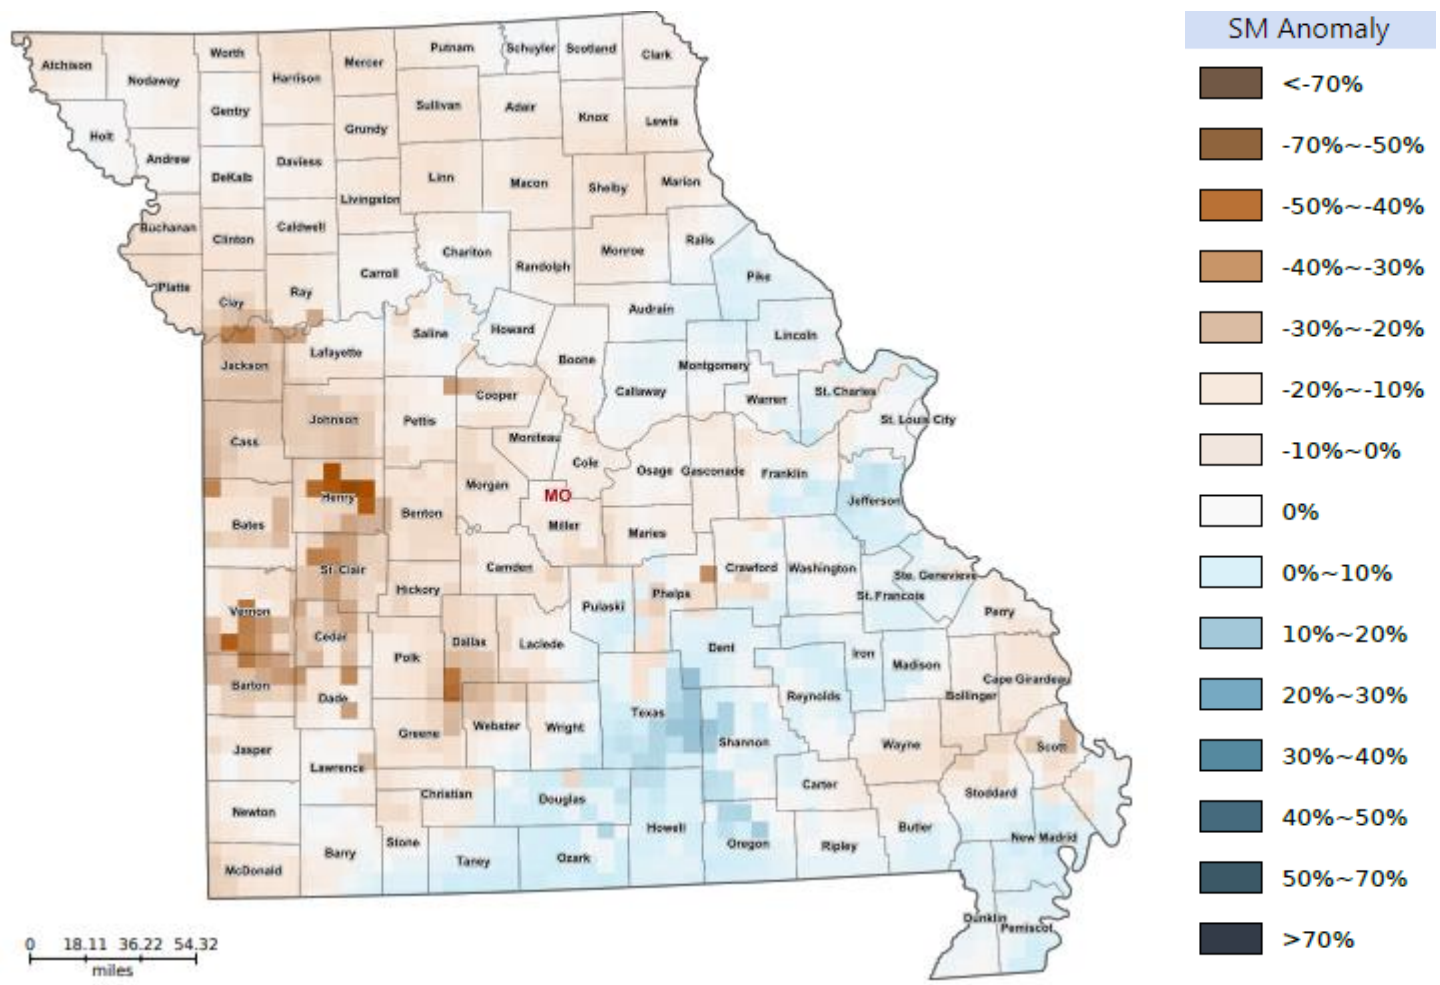 SM Anomaly
<-70%
-70%~-50%
-50%~-40%
-40%~-30%
-30%~-20%
-20%~-10%
-10%~0%
0%
0%~10%
10%~20%
20%~30%
30%~40%
40%~50%
50%~70%
>70%
Atchison
Nodaway
Worth
Harrison
Mercer
Putnam
Schuyler
Scotland
Clark
Gentry
Sullivan
Adair
Knox
Lewis
Holt
Andrew
DeKalb
Daviess
Grundy
Livingston
Linn
Macon
Shelby
Marion
Buchanan
Clinton
Caldwell
Chariton
Randolph
Monroe
Ralls
Platte
Clay
Ray
Carroll
Pike
Saline
Howard
Audrain
Lincoln
Jackson
Lafayette
Boone
Callaway
Montgomery
Warren
St. Charles
St. Louis City
Cass
Johnson
Pettis
Cooper
Moniteau
Cole
Osage
Gasconade
Franklin
Jefferson
MO
Henry
Morgan
Bates
Benton
Miller
Maries
St. Clair
Hickory
Camden
Pulaski
Phelps
Crawford
Washington
Ste. Genevieve
St. Francois
Perry
Vernon
Cedar
Polk
Dallas
Laclede
Dent
Iron
Madison
Cape Girardeau
Bollinger
Barton
Dade
Greene
Webster
Wright
Texas
Shannon
Reynolds
Wayne
Scott
Jasper
Lawrence
Christian
Douglas
Howell
Carter
Stoddard
Newton
Barry
Stone
Taney
Ozark
Oregon
Ripley
Butler
New Madrid
McDonald
Dunklin
Pemiscot
0 18.11 36.22 54.32
miles